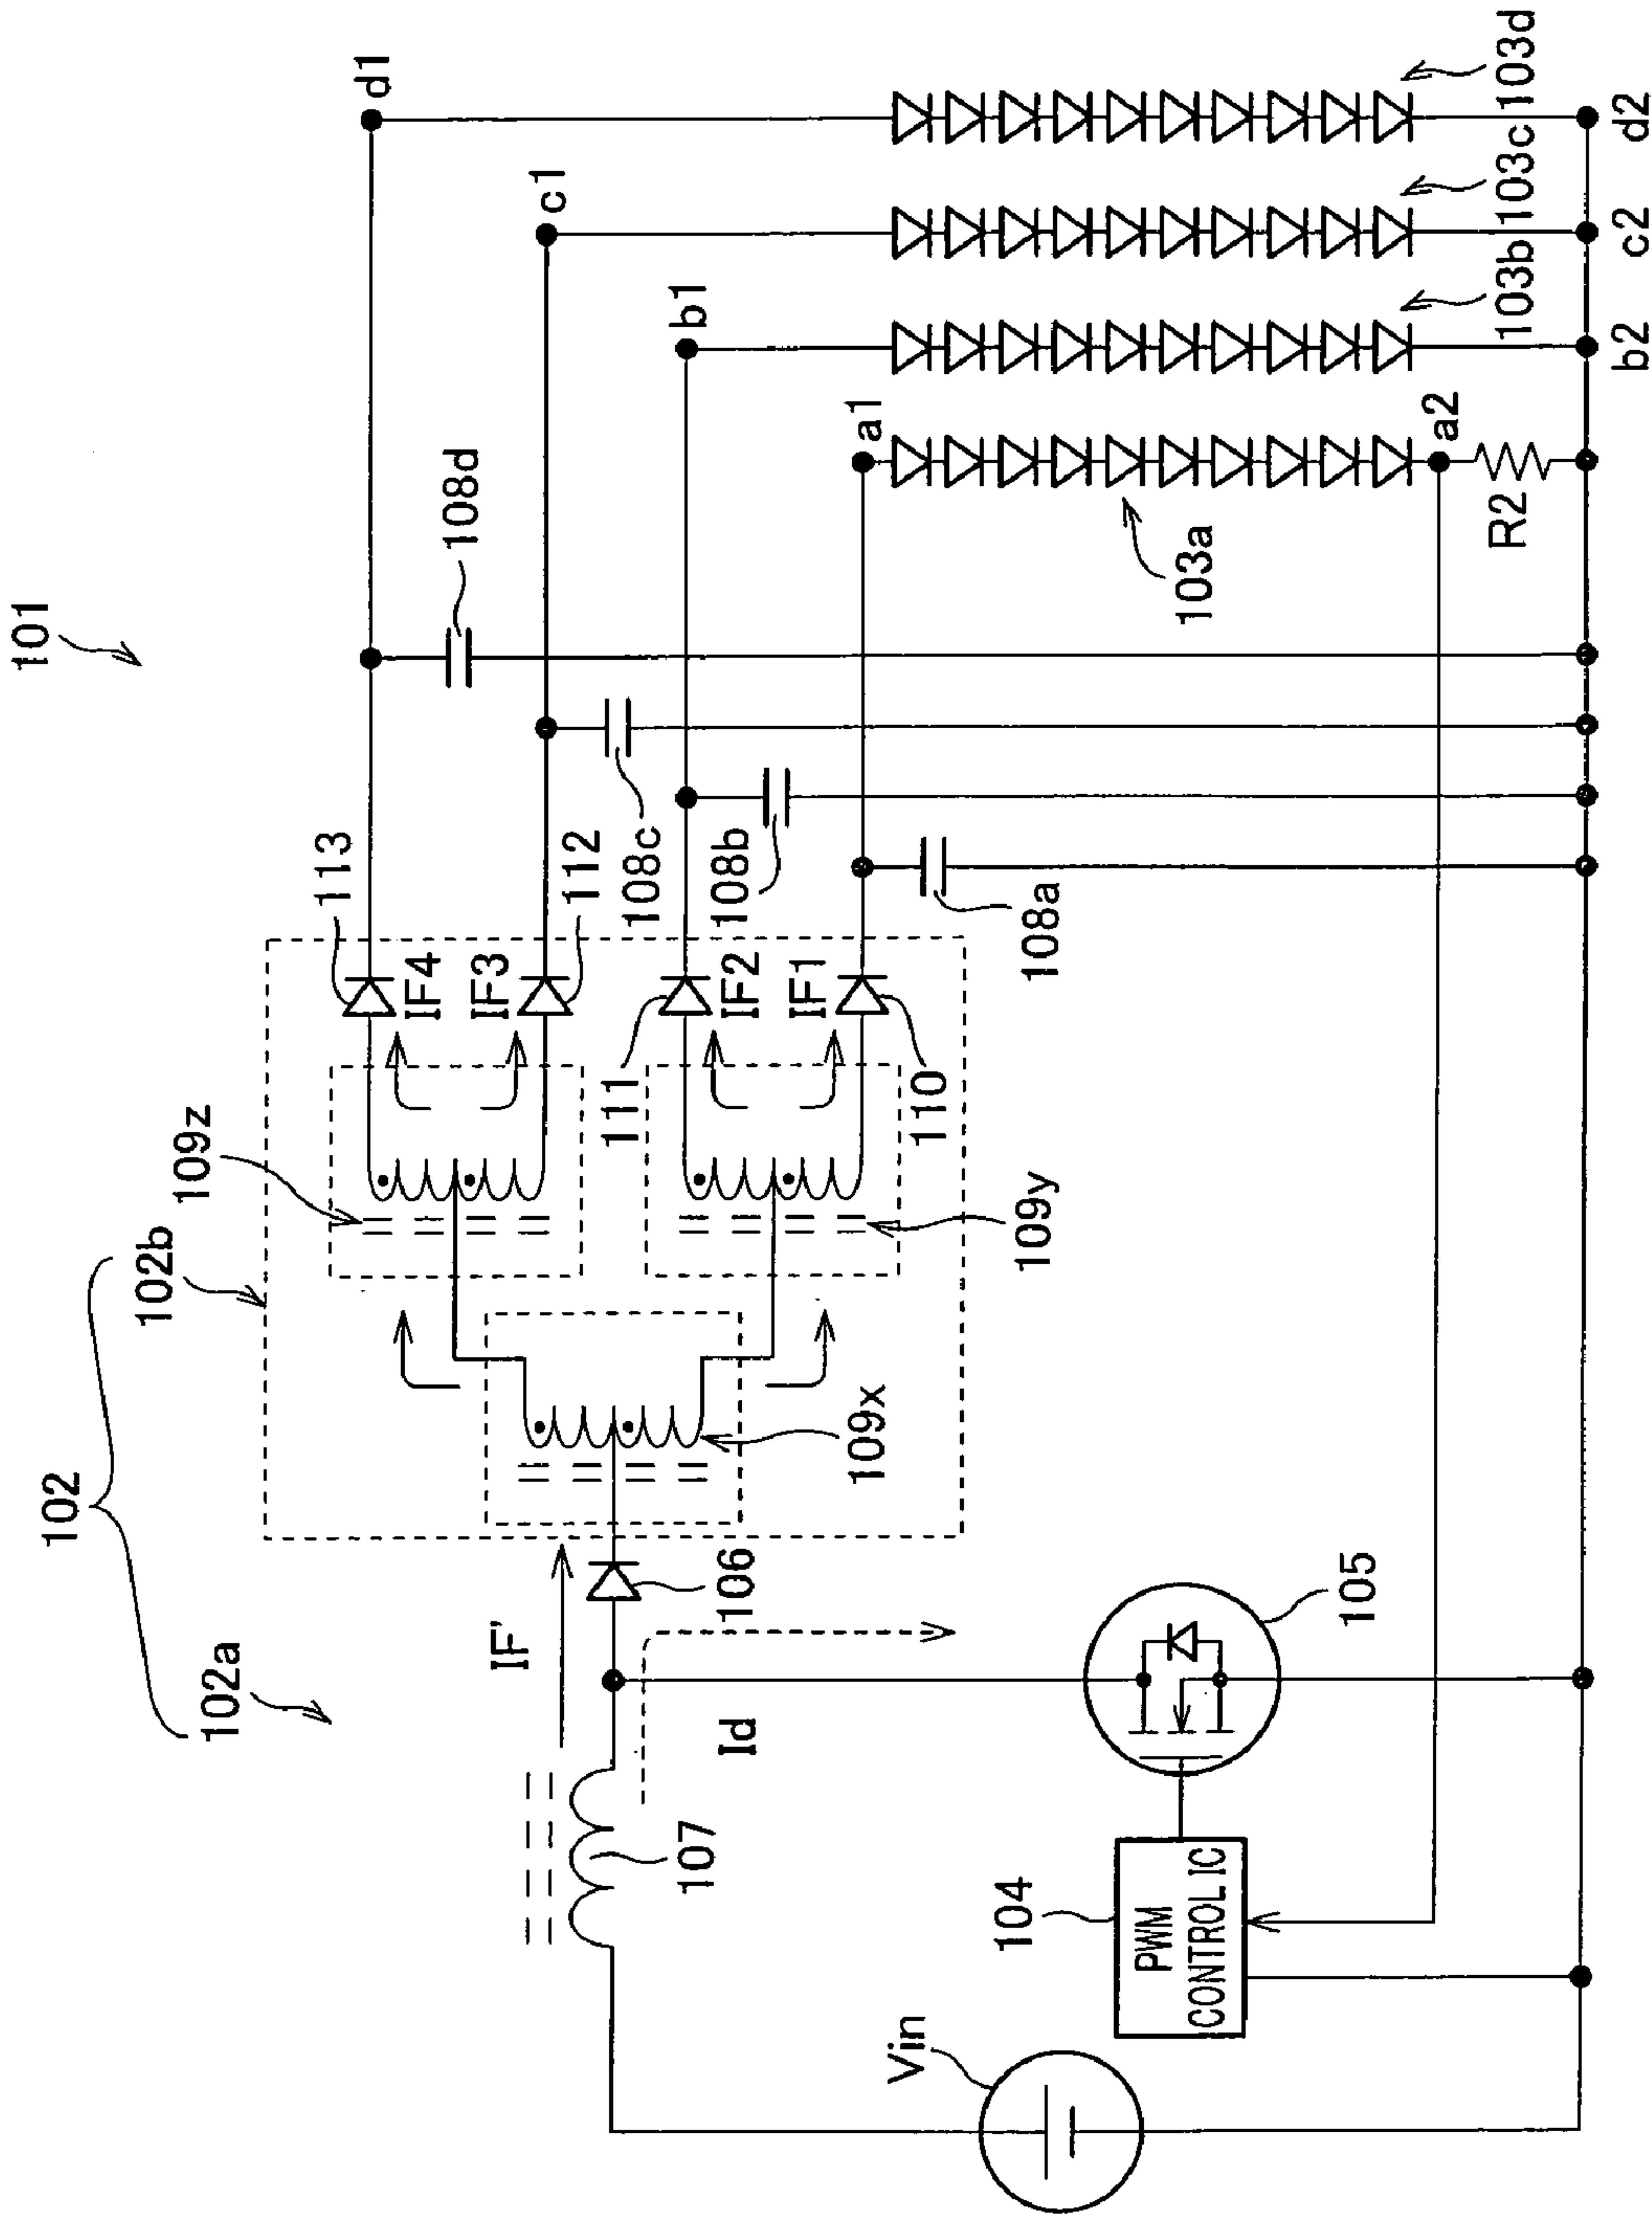 101
102
102a
102b
109z
113
112
IF4
IF3
108d
d1
c1
108c
111
110
IF2
IF1
108b
b1
109y
109x
108a
a1
IF'
106
Id
107
105
104
PWM
CONTROL IC
Vin
103a
a2
R2
103b
103c
103d
b2
c2
d2